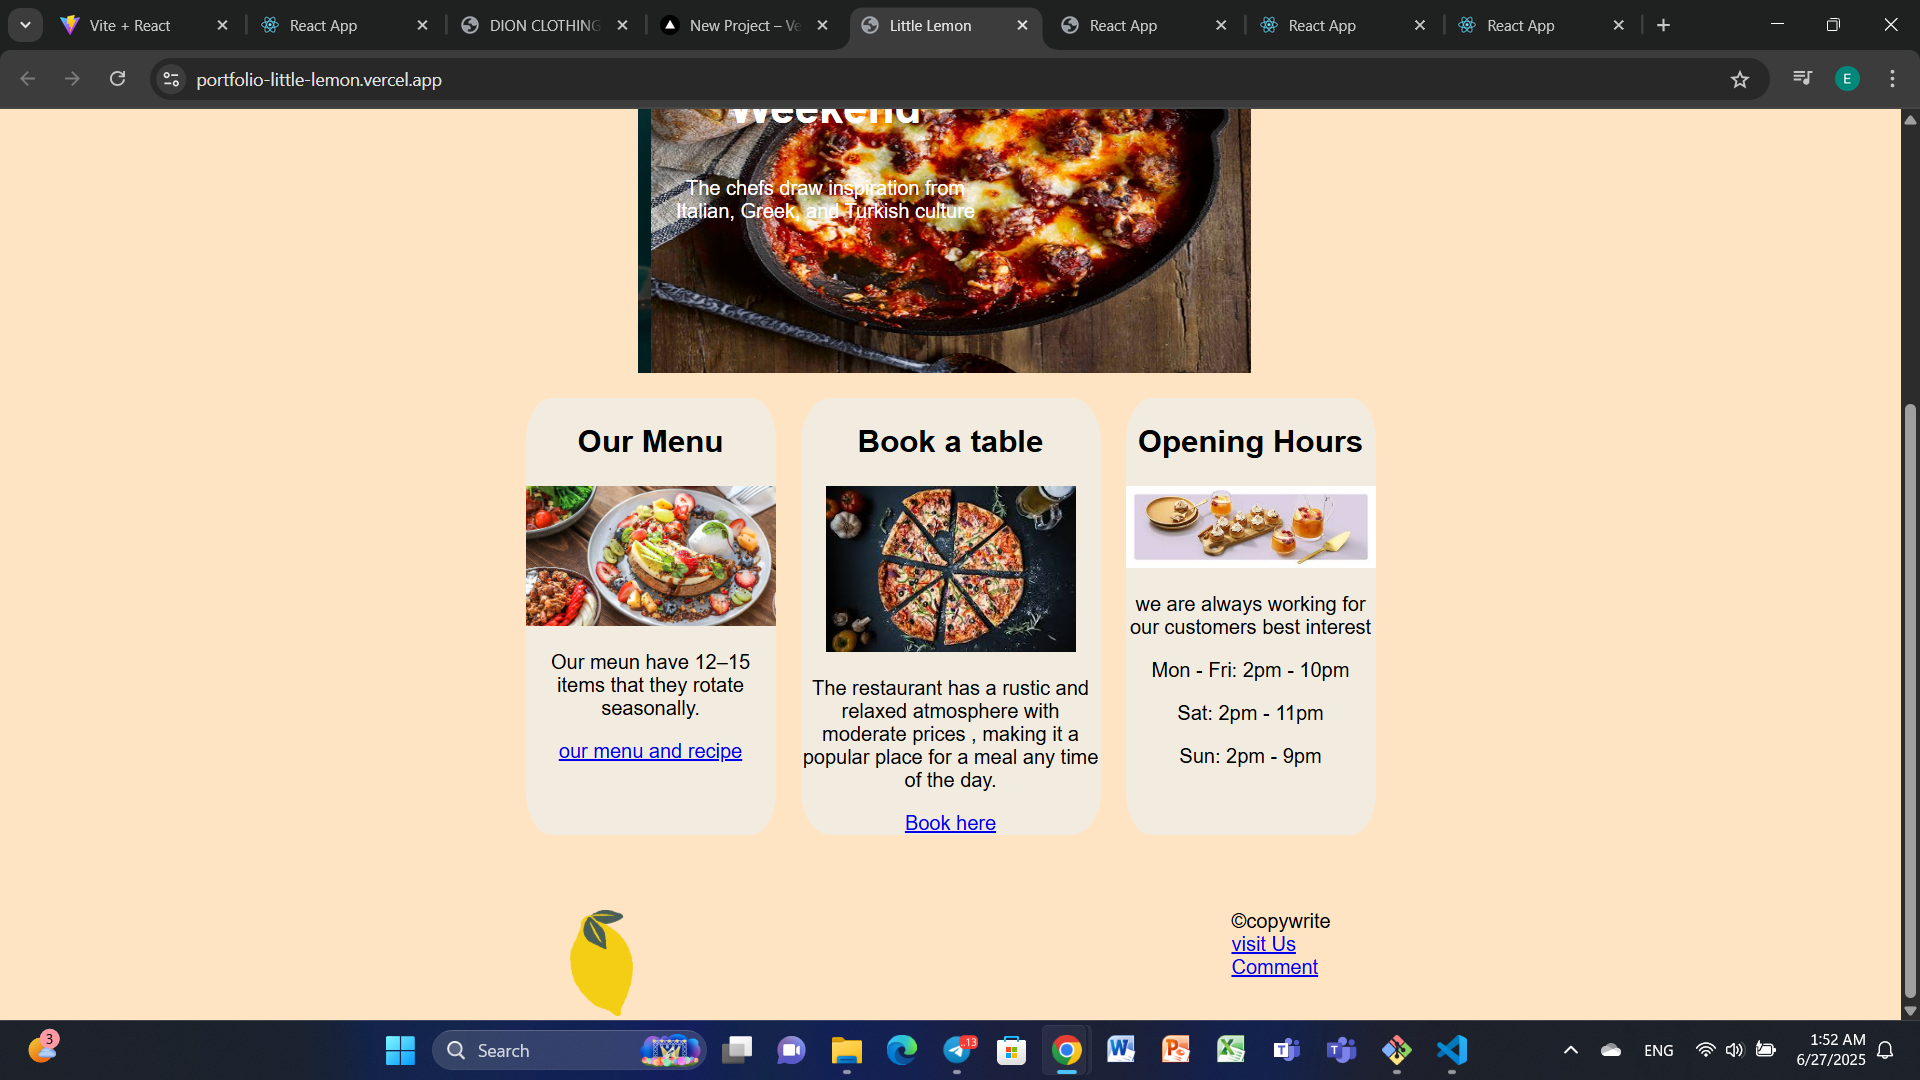 Vite + React
React App
DION CLOTHING
New Project – Ve
Little Lemon
React App
React App
React App
portfolio-little-lemon.vercel.app
E
Weekend
The chefs draw inspiration from
Italian, Greek, and Turkish culture
Our Menu
Our meun have 12–15
items that they rotate
seasonally.
our menu and recipe
Book a table
The restaurant has a rustic and
relaxed atmosphere with
moderate prices , making it a
popular place for a meal any time
of the day.
Book here
Opening Hours
we are always working for
our customers best interest
Mon - Fri: 2pm - 10pm
Sat: 2pm - 11pm
Sun: 2pm - 9pm
©copywrite
visit Us
Comment
3
Search
..13
ENG
1:52 AM
6/27/2025